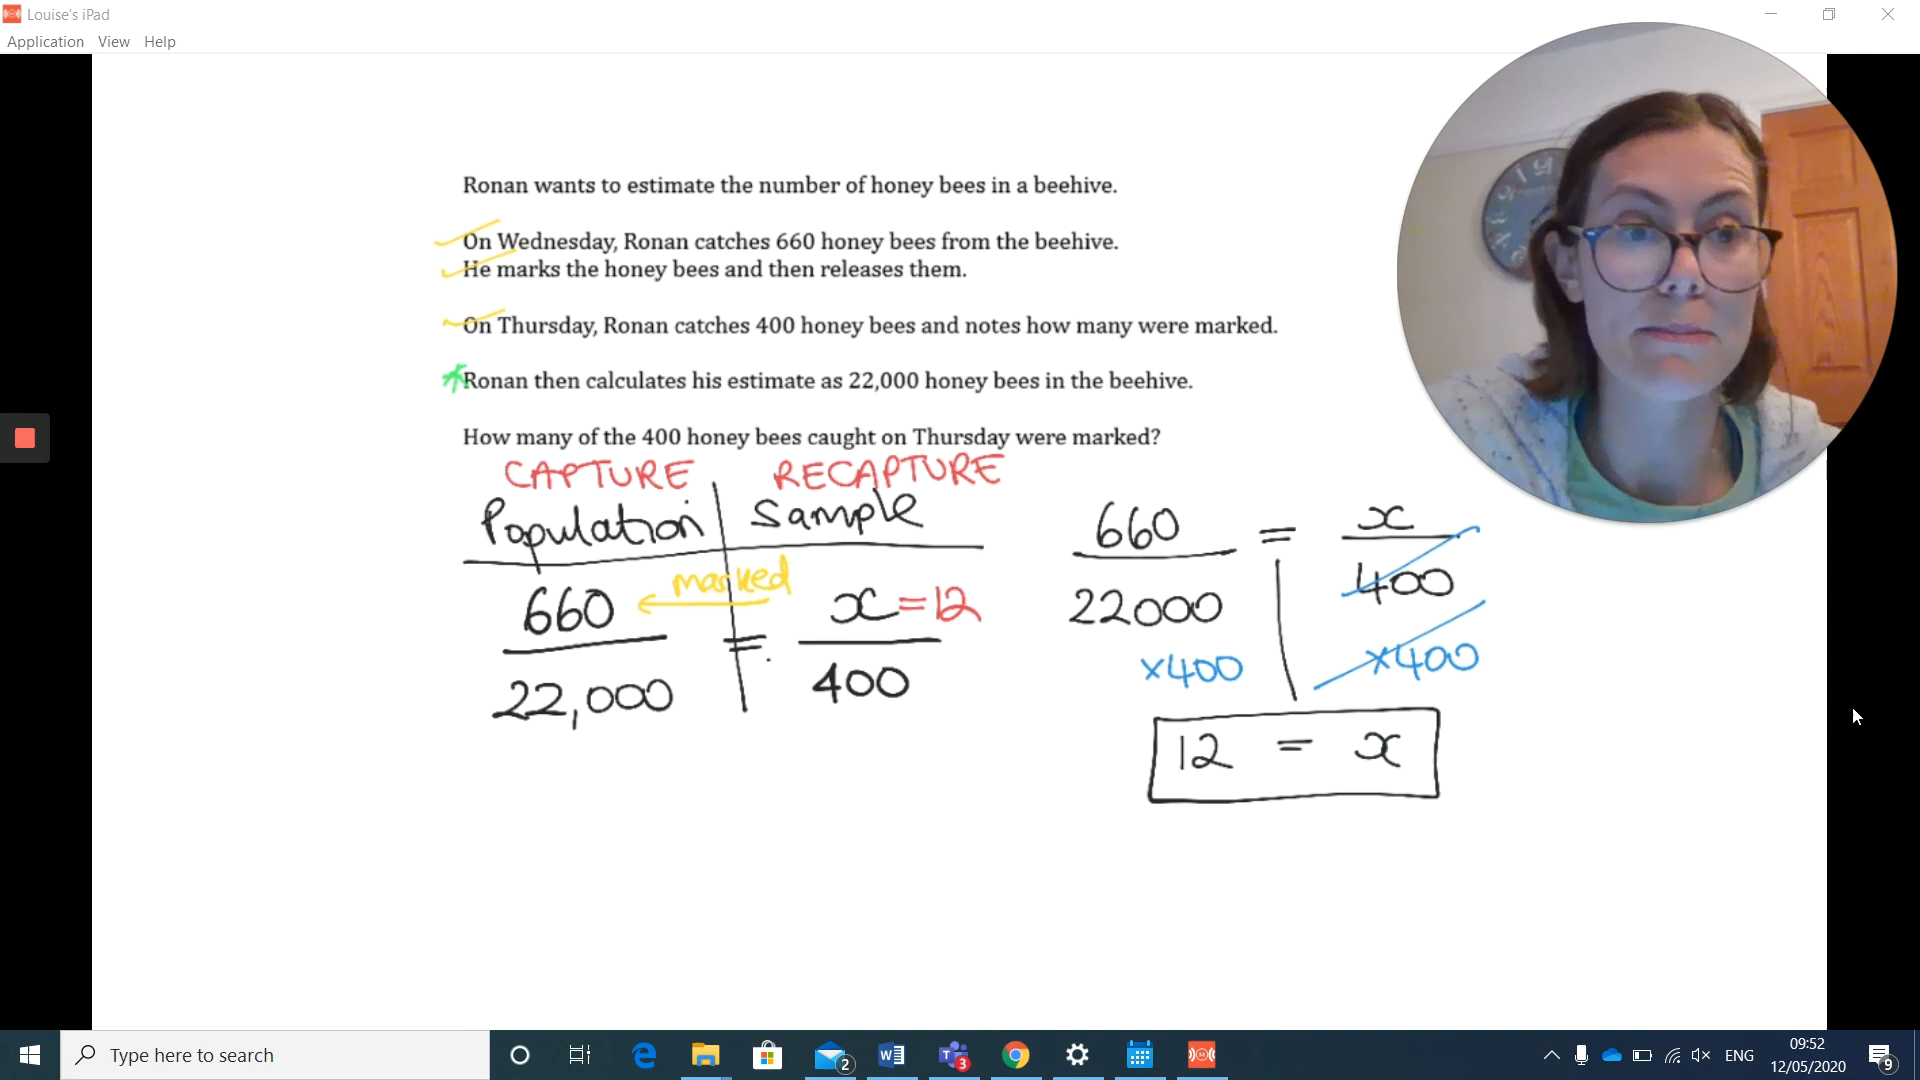 Louise's iPad
Application View Help
Ronan wants to estimate the number of honey bees in a beehive.
On Wednesday, Ronan catches 660 honey bees from the beehive.
He marks the honey bees and then releases them.
On Thursday, Ronan catches 400 honey bees and notes how many were marked.
Ronan then calculates his estimate as 22,000 honey bees in the beehive.
How many of the 400 honey bees caught on Thursday were marked?
CAPTURE RECAPTURE
Population Sample
marked
660 x = 12
=
22,000 400
660 = x
22000 400
×400 ×400
12 = x
Type here to search
2
3
ENG
09:52
12/05/2020
9